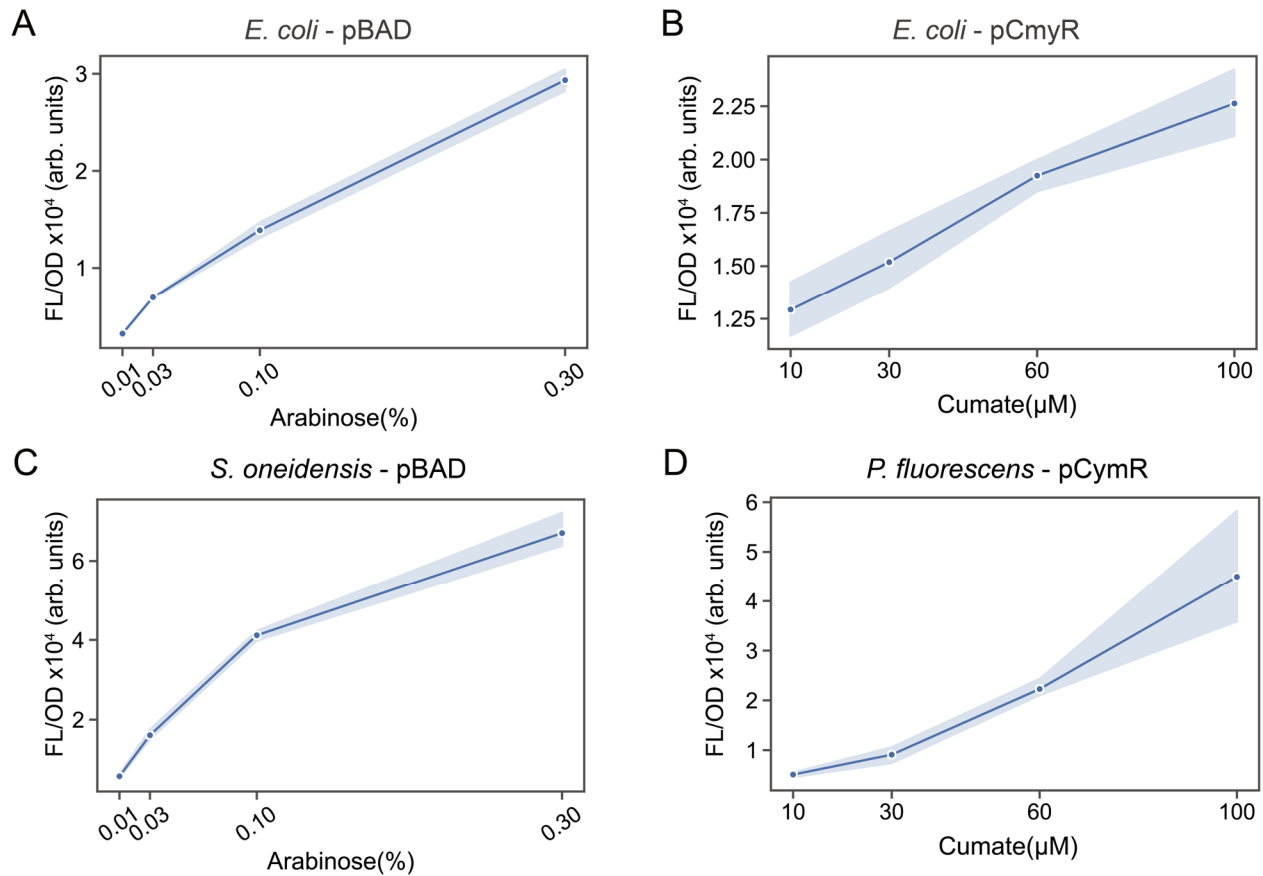 A
E. coli - pBAD
FL/OD x10⁴ (arb. units)
3
2
1
0.01
0.03
0.10
0.30
Arabinose(%)
B
E. coli - pCmyR
FL/OD x10⁴ (arb. units)
2.25
2.00
1.75
1.50
1.25
10
30
60
100
Cumate(µM)
C
S. oneidensis - pBAD
FL/OD x10⁴ (arb. units)
6
4
2
0.01
0.03
0.10
0.30
Arabinose(%)
D
P. fluorescens - pCymR
FL/OD x10⁴ (arb. units)
6
5
4
3
2
1
10
30
60
100
Cumate(µM)